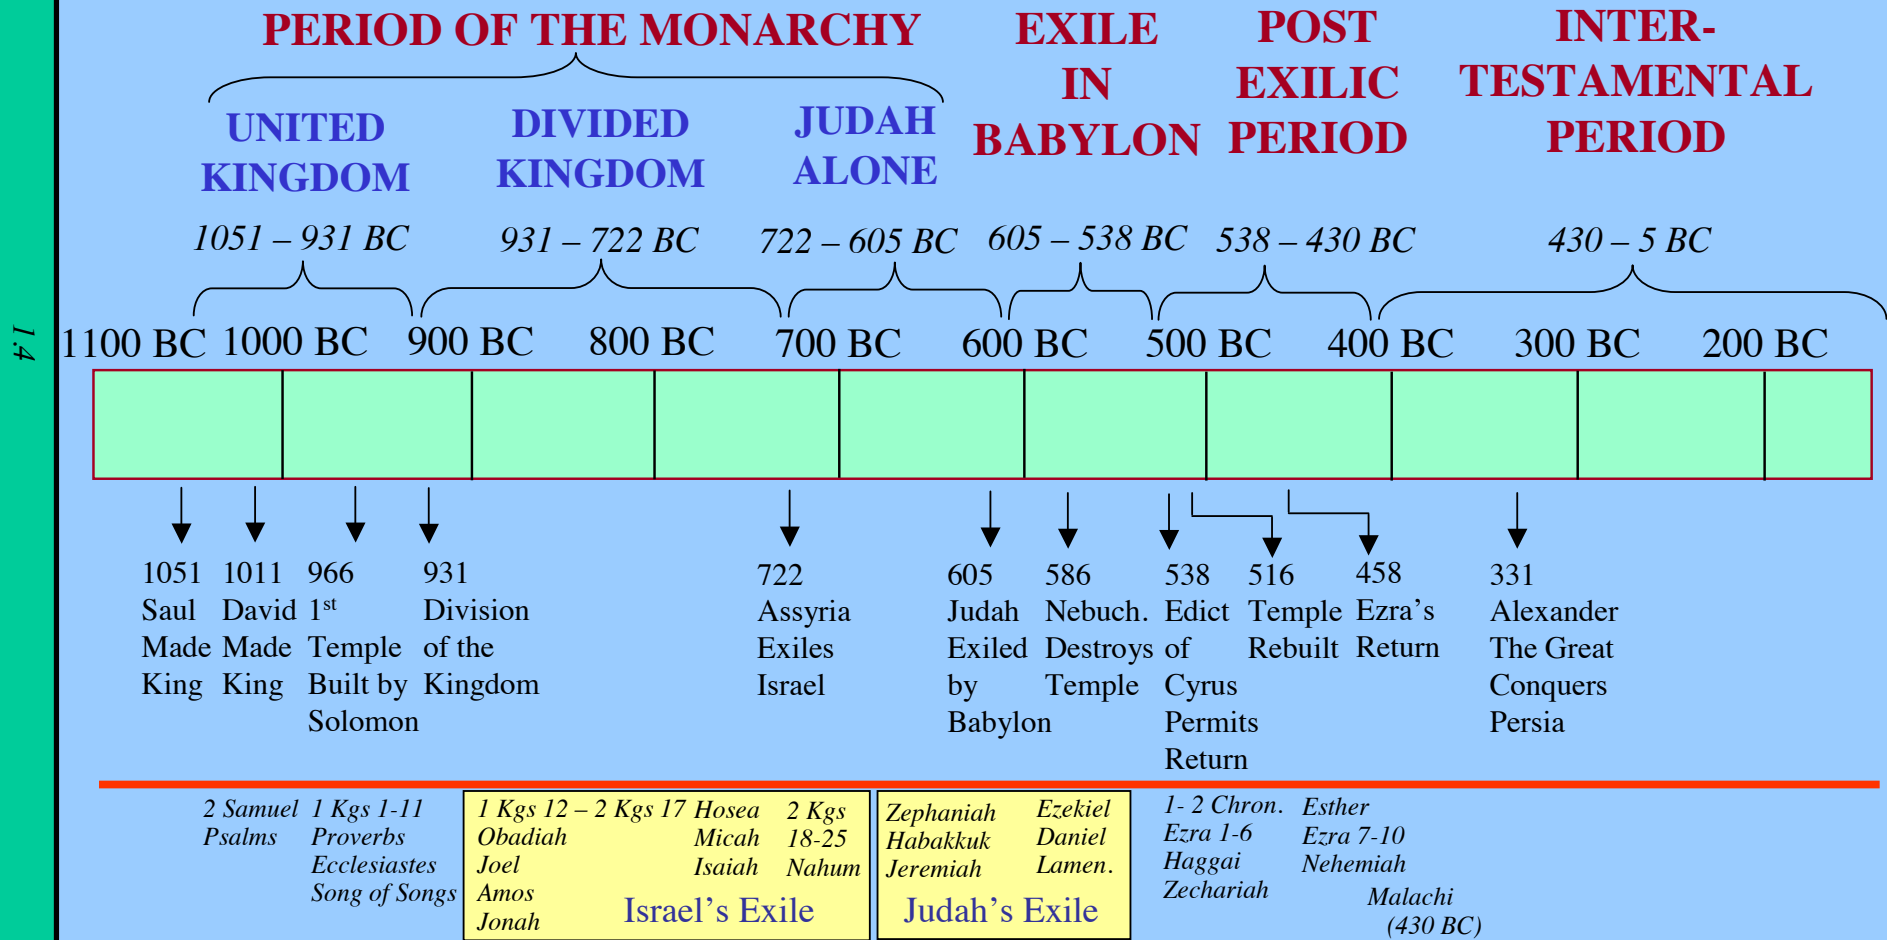 PERIOD OF THE MONARCHY
EXILE
IN
BABYLON
POST
EXILIC
PERIOD
INTER-
TESTAMENTAL
PERIOD
UNITED
KINGDOM
DIVIDED
KINGDOM
JUDAH
ALONE
1051 – 931 BC
931 – 722 BC
722 – 605 BC
605 – 538 BC
538 – 430 BC
430 – 5 BC
1.4
1100 BC
1000 BC
900 BC
800 BC
700 BC
600 BC
500 BC
400 BC
300 BC
200 BC
1051
Saul
Made
King
1011
David
Made
King
966
1st
Temple
Built by
Solomon
931
Division
of the
Kingdom
722
Assyria
Exiles
Israel
605
Judah
Exiled
by
Babylon
586
Nebuch.
Destroys
Temple
538
Edict
of
Cyrus
Permits
Return
516
Temple
Rebuilt
458
Ezra's
Return
331
Alexander
The Great
Conquers
Persia
2 Samuel
Psalms
1 Kgs 1-11
Proverbs
Ecclesiastes
Song of Songs
1 Kgs 12 – 2 Kgs 17
Obadiah
Joel
Amos
Jonah
Hosea
Micah
Isaiah
2 Kgs
18-25
Nahum
Israel's Exile
Zephaniah
Habakkuk
Jeremiah
Ezekiel
Daniel
Lamen.
Judah's Exile
1- 2 Chron.
Ezra 1-6
Haggai
Zechariah
Esther
Ezra 7-10
Nehemiah
Malachi
(430 BC)